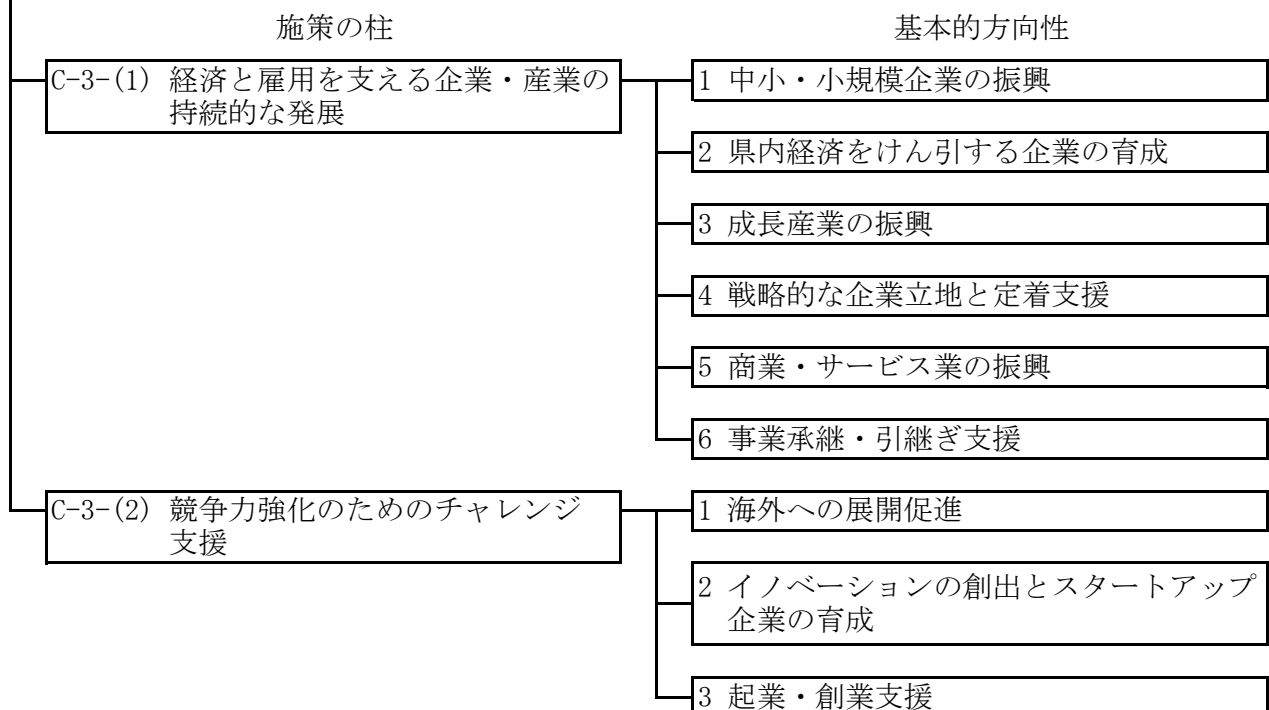 施策の柱
基本的方向性
C-3-(1) 経済と雇用を支える企業・産業の
持続的な発展
1 中小・小規模企業の振興
2 県内経済をけん引する企業の育成
3 成長産業の振興
4 戦略的な企業立地と定着支援
5 商業・サービス業の振興
6 事業承継・引継ぎ支援
C-3-(2) 競争力強化のためのチャレンジ
支援
1 海外への展開促進
2 イノベーションの創出とスタートアップ
企業の育成
3 起業・創業支援